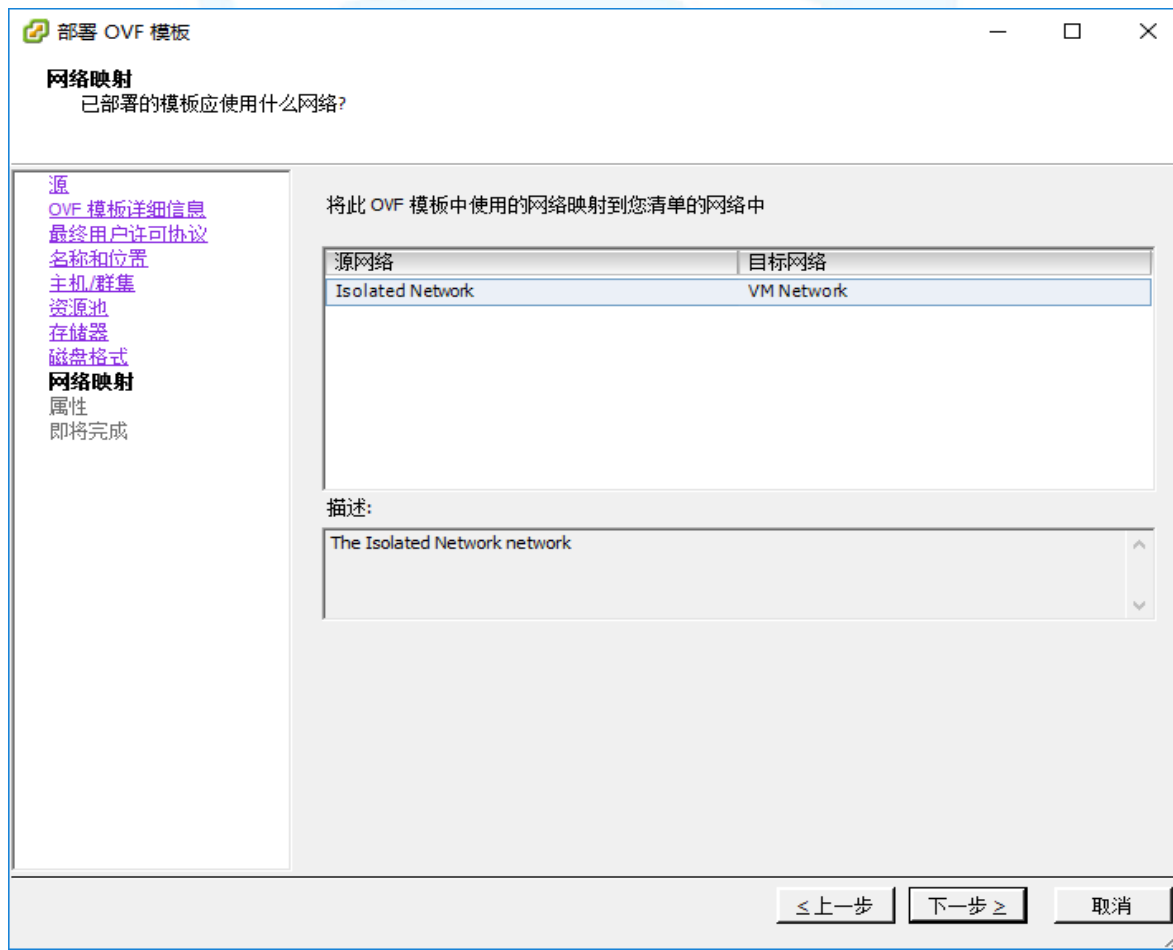 部署 OVF 模板
网络映射
已部署的模板应使用什么网络?
源
OVF 模板详细信息
最终用户许可协议
名称和位置
主机/群集
资源池
存储器
磁盘格式
网络映射
属性
即将完成
将此 OVF 模板中使用的网络映射到您清单的网络中
源网络 目标网络
Isolated Network VM Network
描述:
The Isolated Network network
≤上一步 下一步≥ 取消